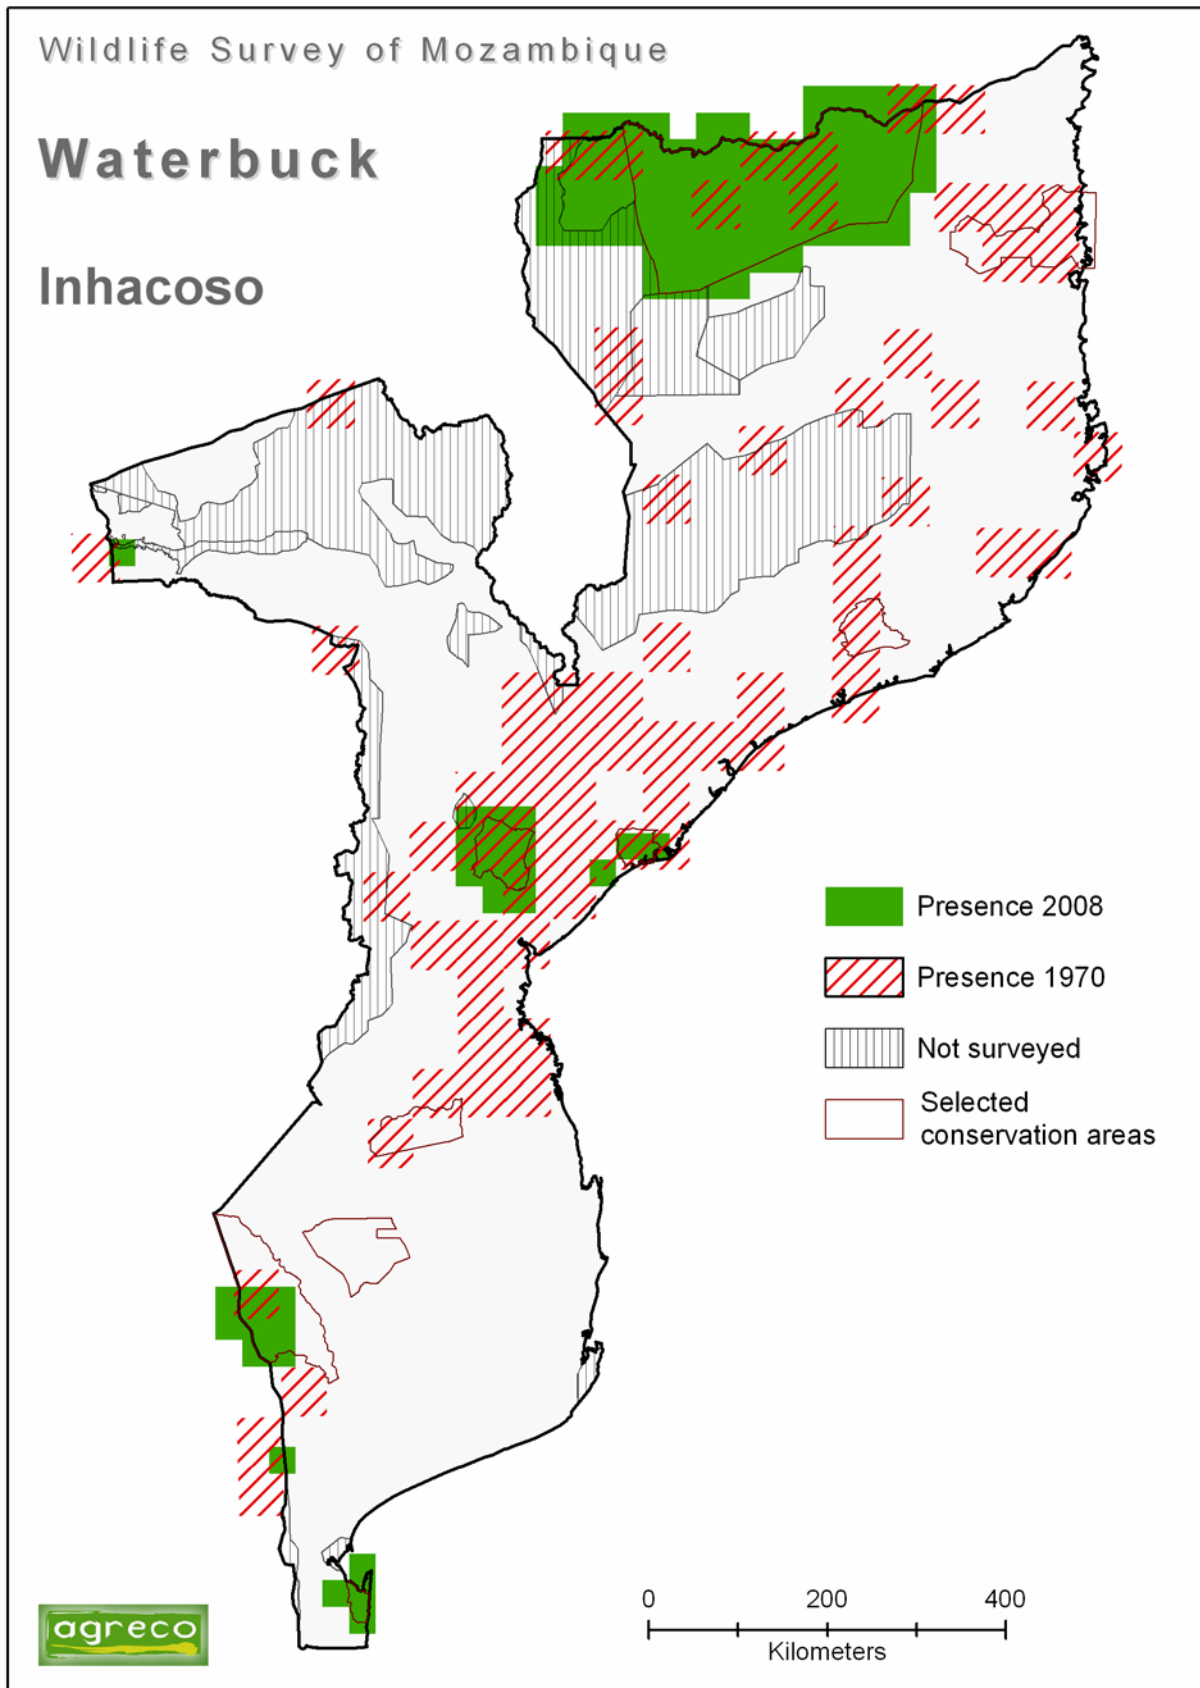 Wildlife Survey of Mozambique
Waterbuck
Inhacoso
Presence 2008
Presence 1970
Not surveyed
Selected
conservation areas
agreco
0 200 400
Kilometers